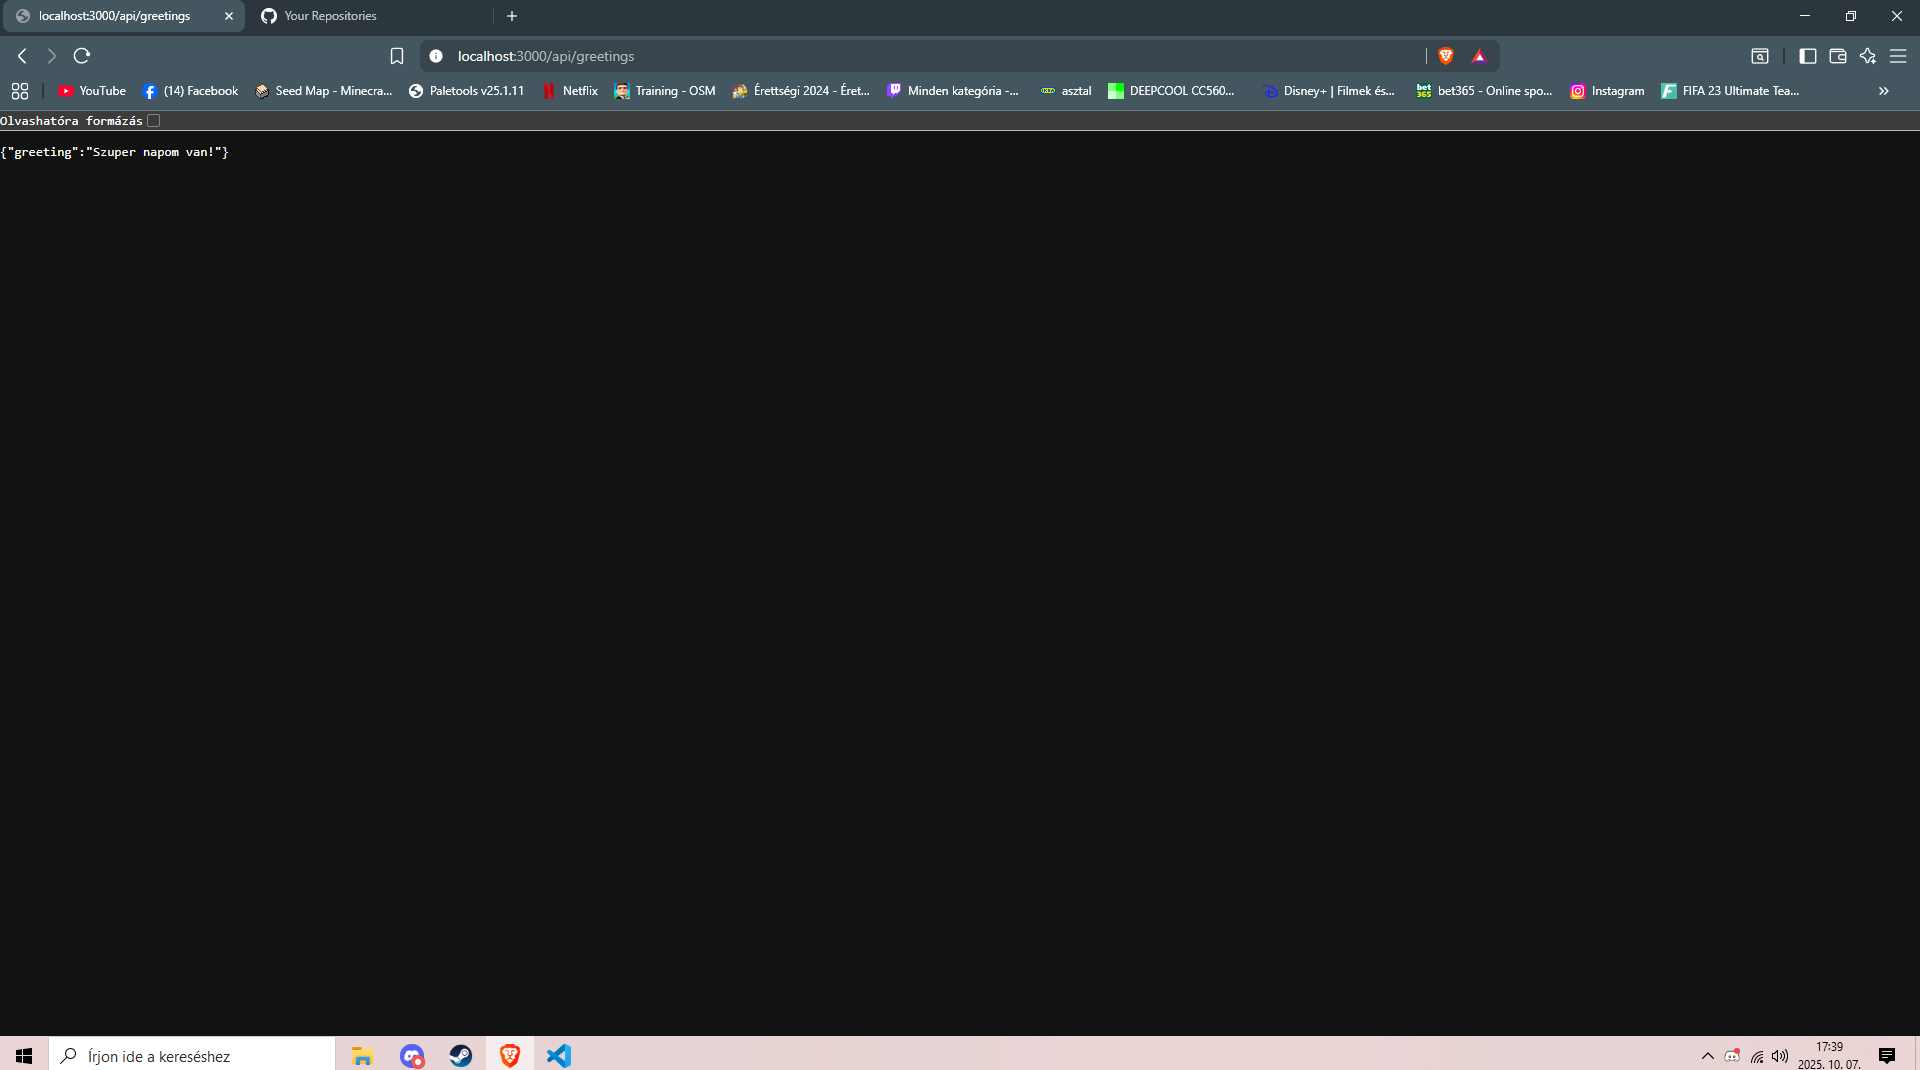 localhost:3000/api/greetings
Your Repositories
localhost:3000/api/greetings
YouTube
(14) Facebook
Seed Map - Minecra...
Paletools v25.1.11
Netflix
Training - OSM
Érettségi 2024 - Éret...
Minden kategória -...
IKEA
asztal
DEEPCOOL CC560...
Disney+ | Filmek és...
bet365
bet365 - Online spo...
Instagram
FIFA 23 Ultimate Tea...
Olvashatóra formázás
{"greeting":"Szuper napom van!"}
Írjon ide a kereséshez
17:39
2025. 10. 07.